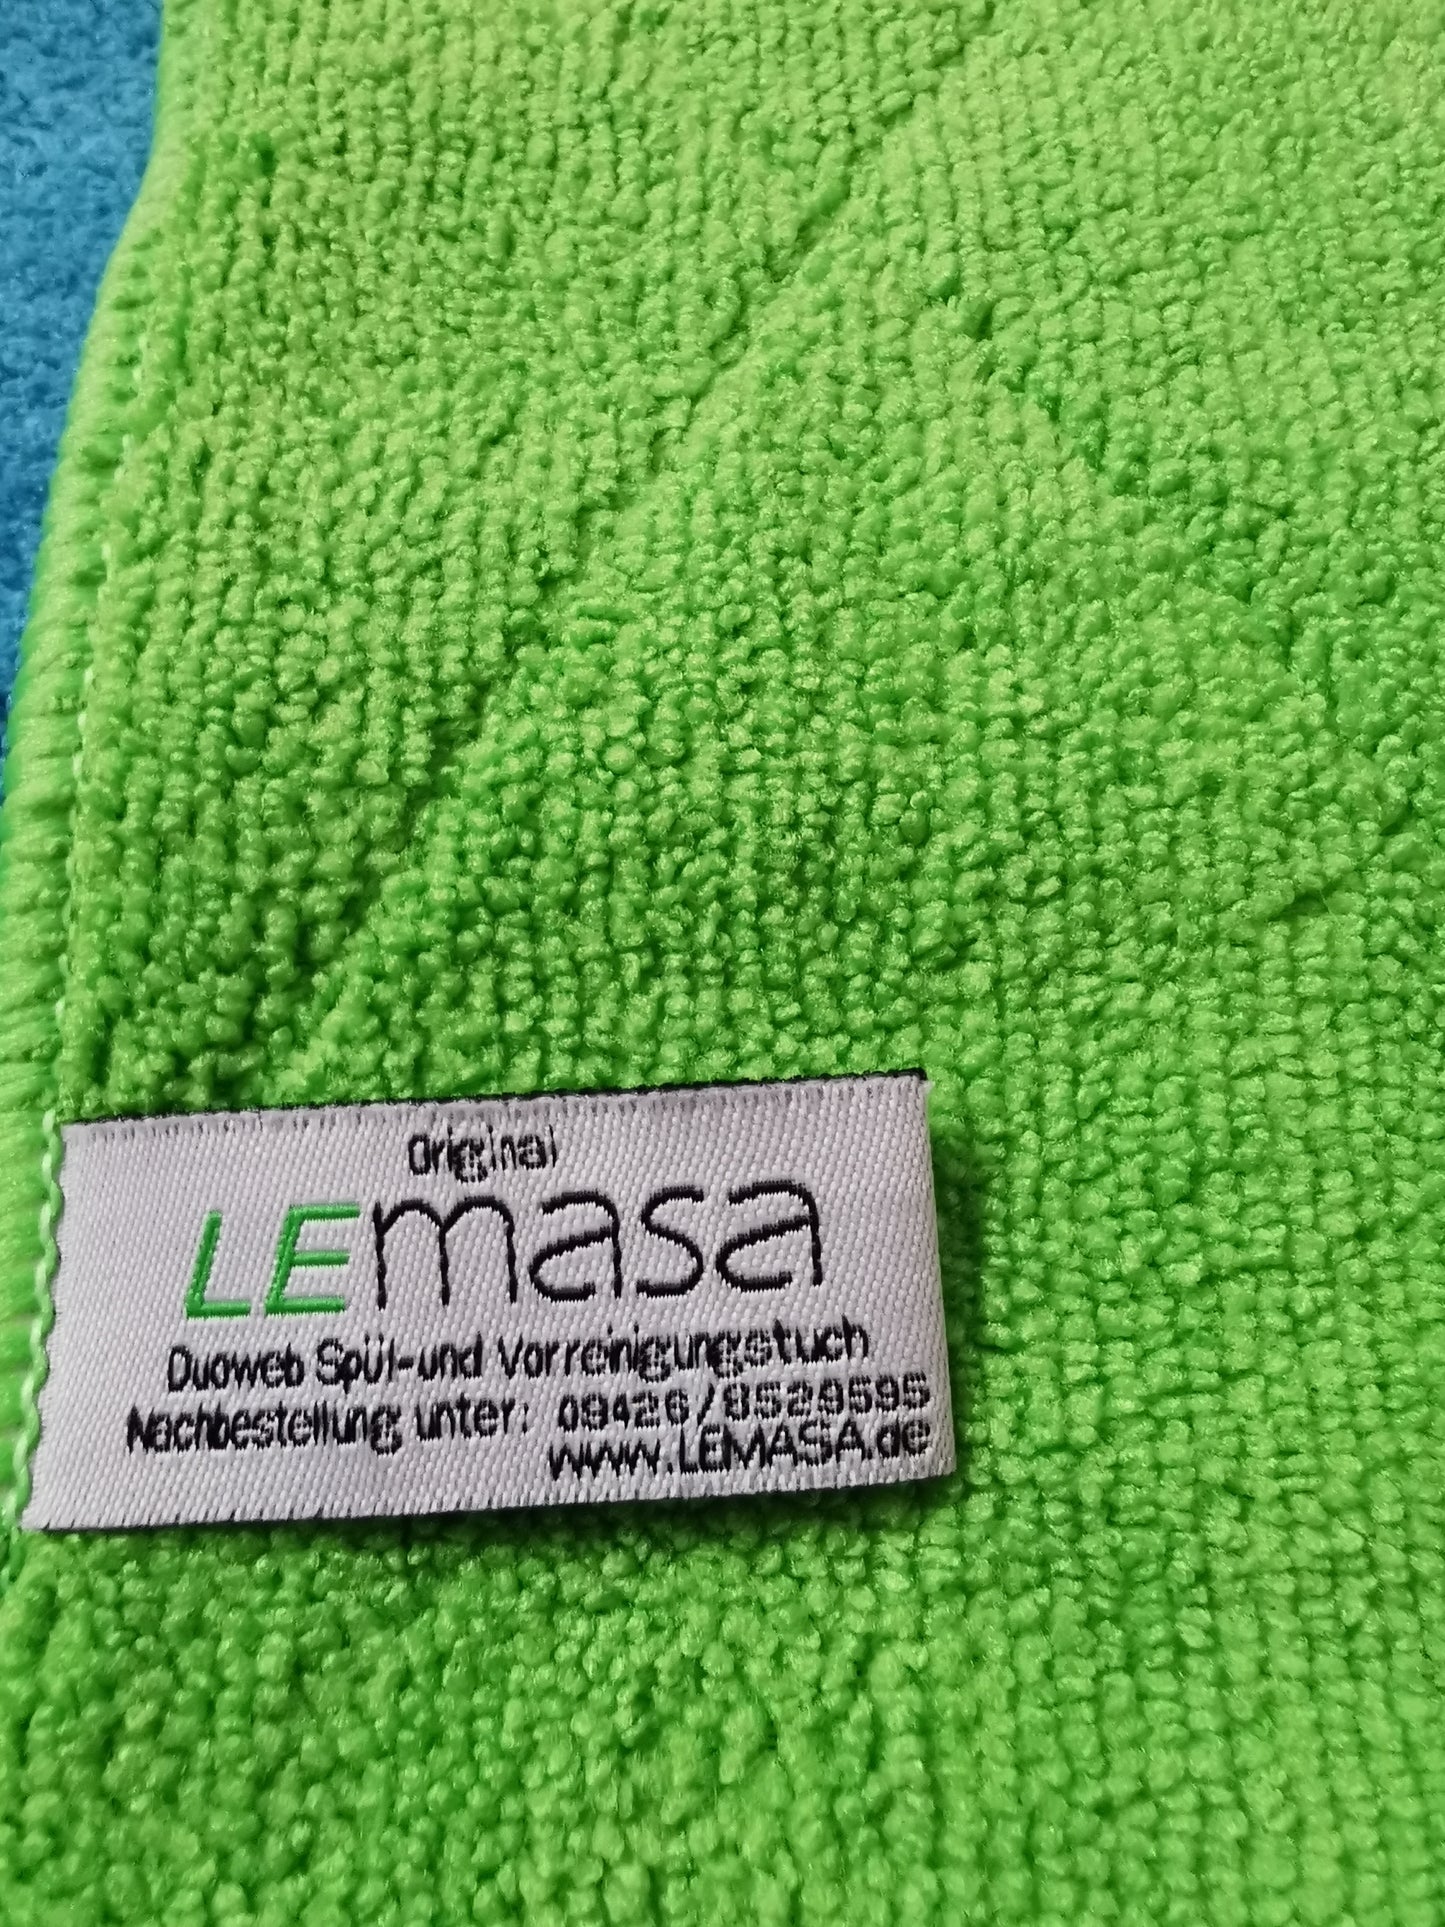 Original
LEmasa
Duoweb Spül-und Vorreinigungstuch
Nachbestellung unter: 09426/8529595
www.LEMASA.de